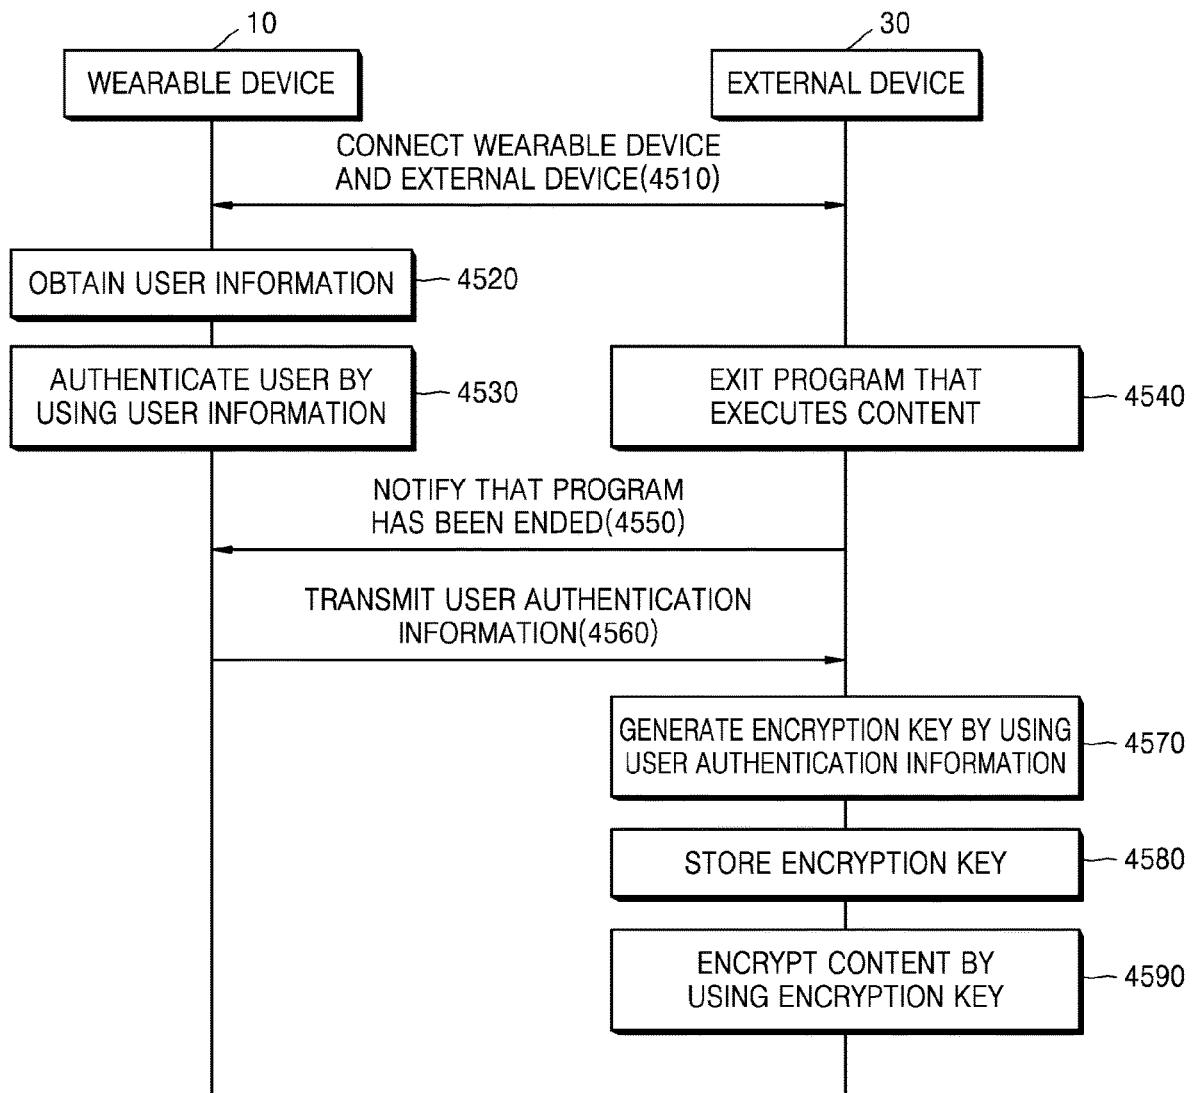 10
30
WEARABLE DEVICE
EXTERNAL DEVICE
CONNECT WEARABLE DEVICE
AND EXTERNAL DEVICE(4510)
OBTAIN USER INFORMATION
4520
AUTHENTICATE USER BY
USING USER INFORMATION
4530
EXIT PROGRAM THAT
EXECUTES CONTENT
4540
NOTIFY THAT PROGRAM
HAS BEEN ENDED(4550)
TRANSMIT USER AUTHENTICATION
INFORMATION(4560)
GENERATE ENCRYPTION KEY BY USING
USER AUTHENTICATION INFORMATION
4570
STORE ENCRYPTION KEY
4580
ENCRYPT CONTENT BY
USING ENCRYPTION KEY
4590